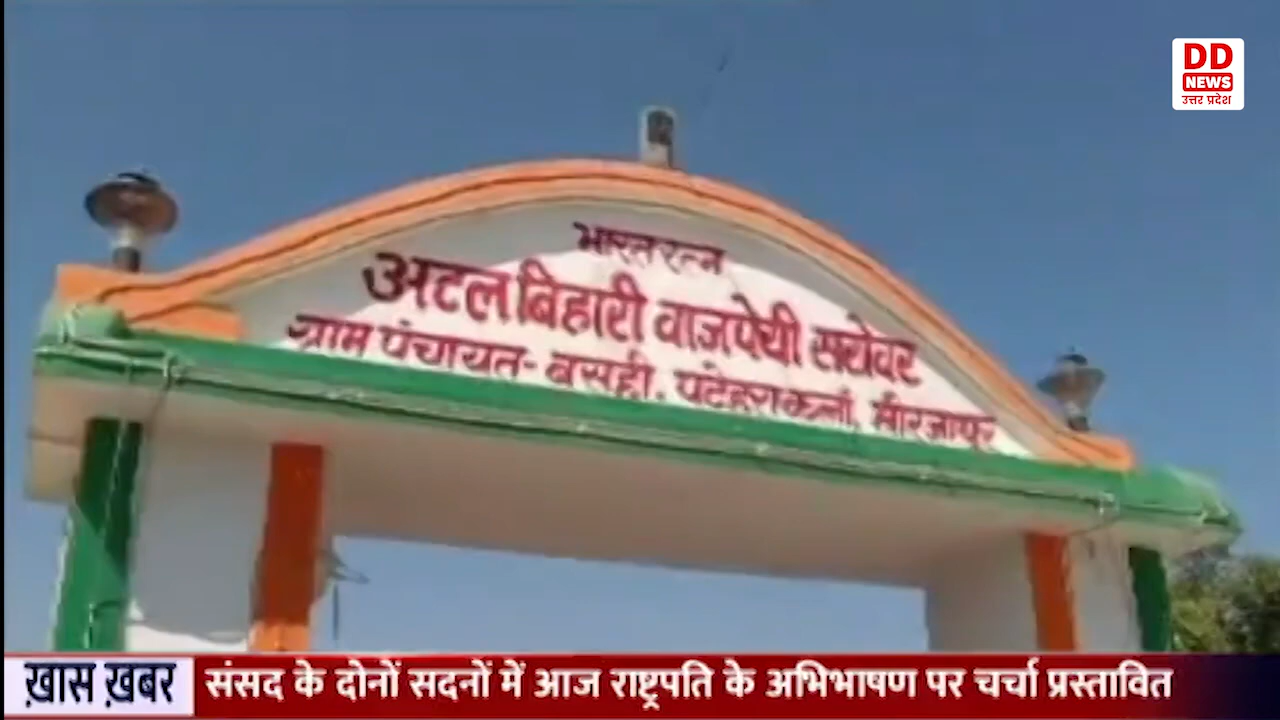 DD
NEWS
उत्तर प्रदेश
भारत रत्न
अटल बिहारी वाजपेयी सरोवर
ग्राम पंचायत- बसही, पटेहराकलाँ, मीरजापुर
ख़ास ख़बर
संसद के दोनों सदनों में आज राष्ट्रपति के अभिभाषण पर चर्चा प्रस्तावित